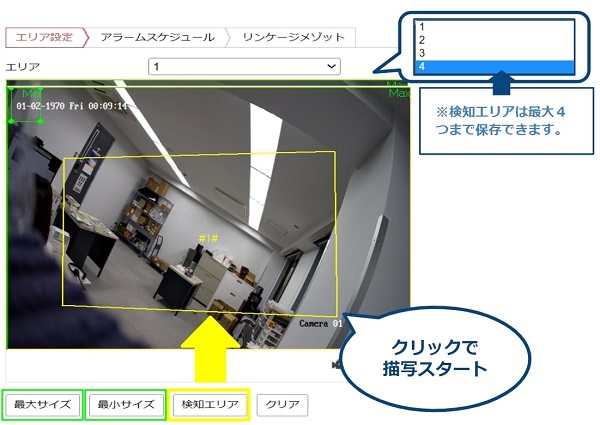 エリア設定 アラームスケジュール リンケージメゾット
エリア 1
1
2
3
4
※検知エリアは最大４
つまで保存できます。
Max
Min Max
01-02-1970 Fri 00:09:14
#1#
Camera 01
クリックで
描写スタート
最大サイズ 最小サイズ 検知エリア クリア